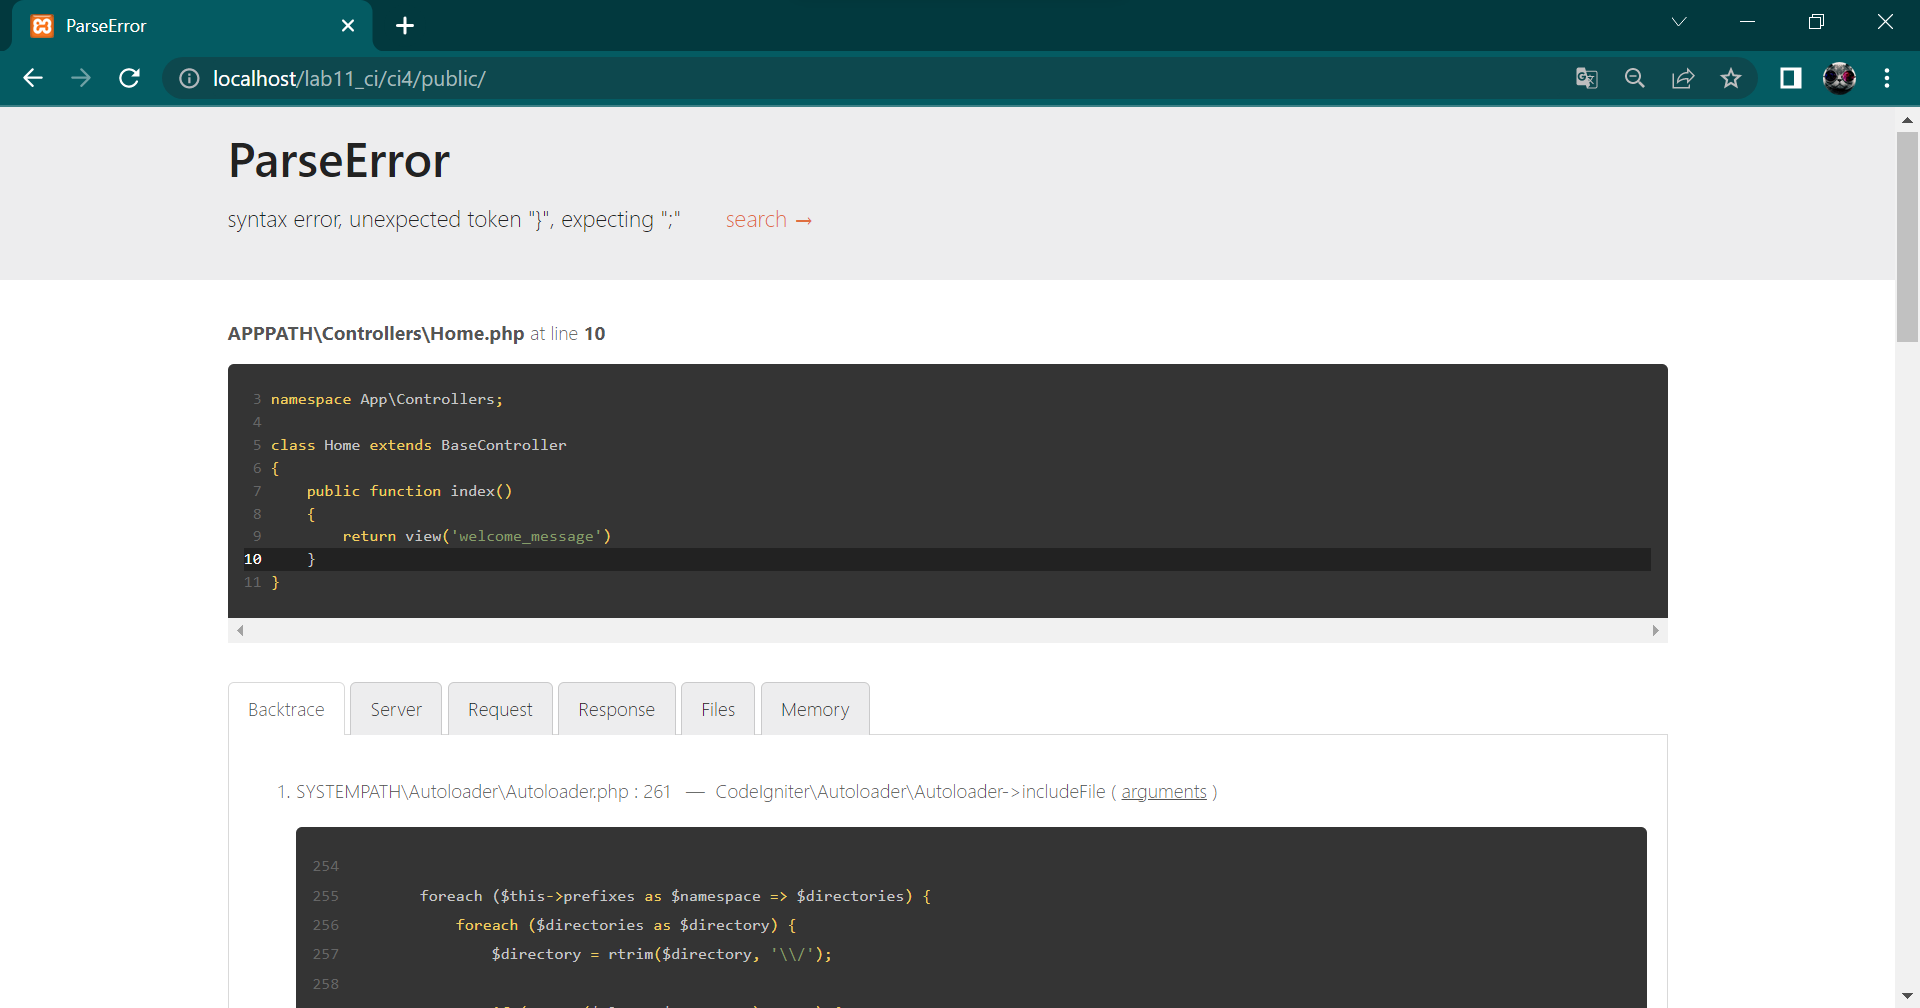 ParseError
localhost/lab11_ci/ci4/public/
ParseError
syntax error, unexpected token "}", expecting ";" search →
APPPATH\Controllers\Home.php at line 10
3 namespace App\Controllers;
4
5 class Home extends BaseController
6 {
7     public function index()
8     {
9         return view('welcome_message')
10     }
11 }
Backtrace Server Request Response Files Memory
1. SYSTEMPATH\Autoloader\Autoloader.php : 261 — CodeIgniter\Autoloader\Autoloader->includeFile ( arguments )
254
255         foreach ($this->prefixes as $namespace => $directories) {
256             foreach ($directories as $directory) {
257                 $directory = rtrim($directory, '\\/');
258